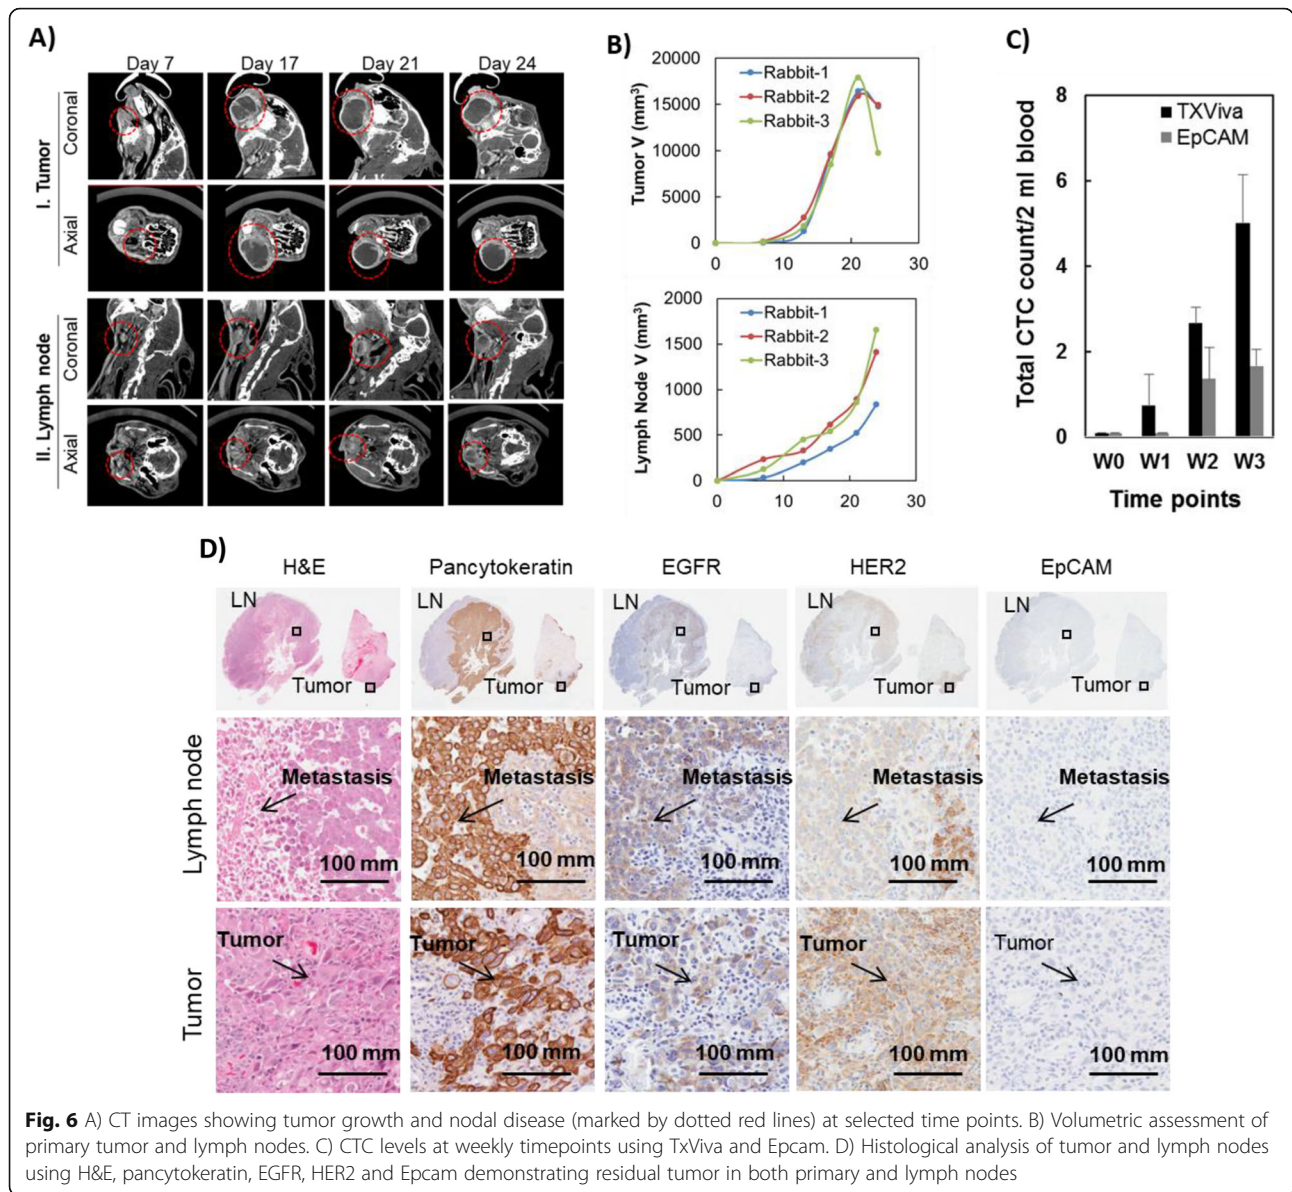 A)
Day 7 Day 17 Day 21 Day 24
I. Tumor
Coronal
Axial
II. Lymph node
Coronal
Axial
B)
Tumor V (mm³)
20000
15000
10000
5000
0
Rabbit-1
Rabbit-2
Rabbit-3
0 10 20 30
Lymph Node V (mm³)
2000
1500
1000
500
0
Rabbit-1
Rabbit-2
Rabbit-3
0 10 20 30
C)
Total CTC count/2 ml blood
8
6
4
2
0
TXViva
EpCAM
W0 W1 W2 W3
Time points
D)
H&E Pancytokeratin EGFR HER2 EpCAM
LN LN LN LN LN
Tumor Tumor Tumor Tumor Tumor
Lymph node
Metastasis Metastasis Metastasis Metastasis Metastasis
100 mm 100 mm 100 mm 100 mm 100 mm
Tumor
Tumor Tumor Tumor Tumor Tumor
100 mm 100 mm 100 mm 100 mm 100 mm
Fig. 6 A) CT images showing tumor growth and nodal disease (marked by dotted red lines) at selected time points. B) Volumetric assessment of
primary tumor and lymph nodes. C) CTC levels at weekly timepoints using TxViva and Epcam. D) Histological analysis of tumor and lymph nodes
using H&E, pancytokeratin, EGFR, HER2 and Epcam demonstrating residual tumor in both primary and lymph nodes